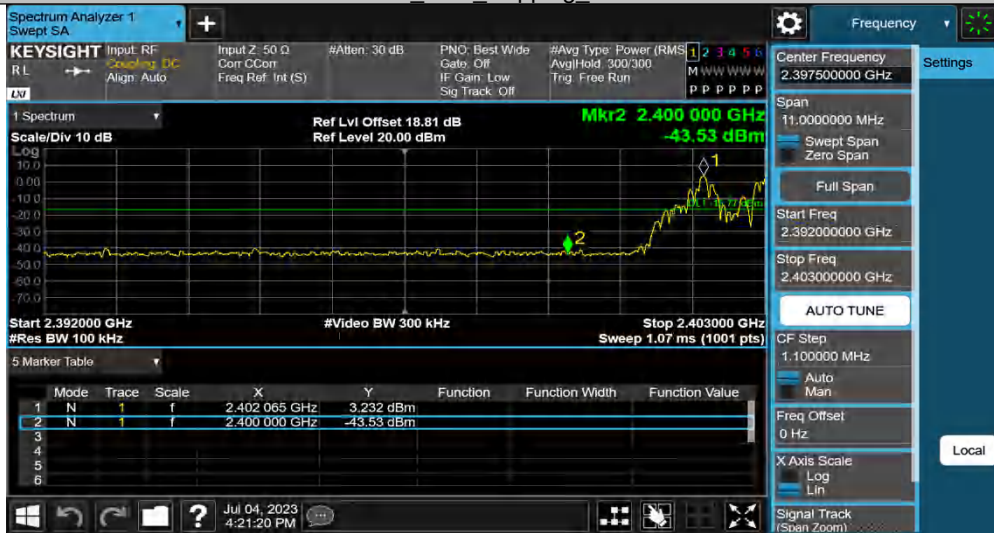 Spectrum Analyzer 1
Swept SA
Frequency
KEYSIGHT
RL
LXI
Input: RF
Coupling: DC
Align: Auto
Input Z: 50 Ω
Corr CCorr
Freq Ref: Int (S)
#Atten: 30 dB
PNO: Best Wide
Gate: Off
IF Gain: Low
Sig Track: Off
#Avg Type: Power (RMS
Avg|Hold: 300/300
Trig: Free Run
1 2 3 4 5 6
M W W W W W
P P P P P P
1 Spectrum
Scale/Div 10 dB
Ref Lvl Offset 18.81 dB
Ref Level 20.00 dBm
Mkr2 2.400 000 GHz
-43.53 dBm
Log
10.0
0.00
-10.0
-20.0
-30.0
-40.0
-50.0
-60.0
-70.0
1
2
Start 2.392000 GHz
#Res BW 100 kHz
#Video BW 300 kHz
Stop 2.403000 GHz
Sweep 1.07 ms (1001 pts)
5 Marker Table
Mode Trace Scale X Y Function Function Width Function Value
1 N 1 f 2.402 065 GHz 3.232 dBm
2 N 1 f 2.400 000 GHz -43.53 dBm
3
4
5
6
?
Jul 04, 2023
4:21:20 PM
Center Frequency
2.397500000 GHz
Span
11.0000000 MHz
Swept Span
Zero Span
Full Span
Start Freq
2.392000000 GHz
Stop Freq
2.403000000 GHz
AUTO TUNE
CF Step
1.100000 MHz
Auto
Man
Freq Offset
0 Hz
X Axis Scale
Log
Lin
Signal Track
(Span Zoom)
Settings
Local